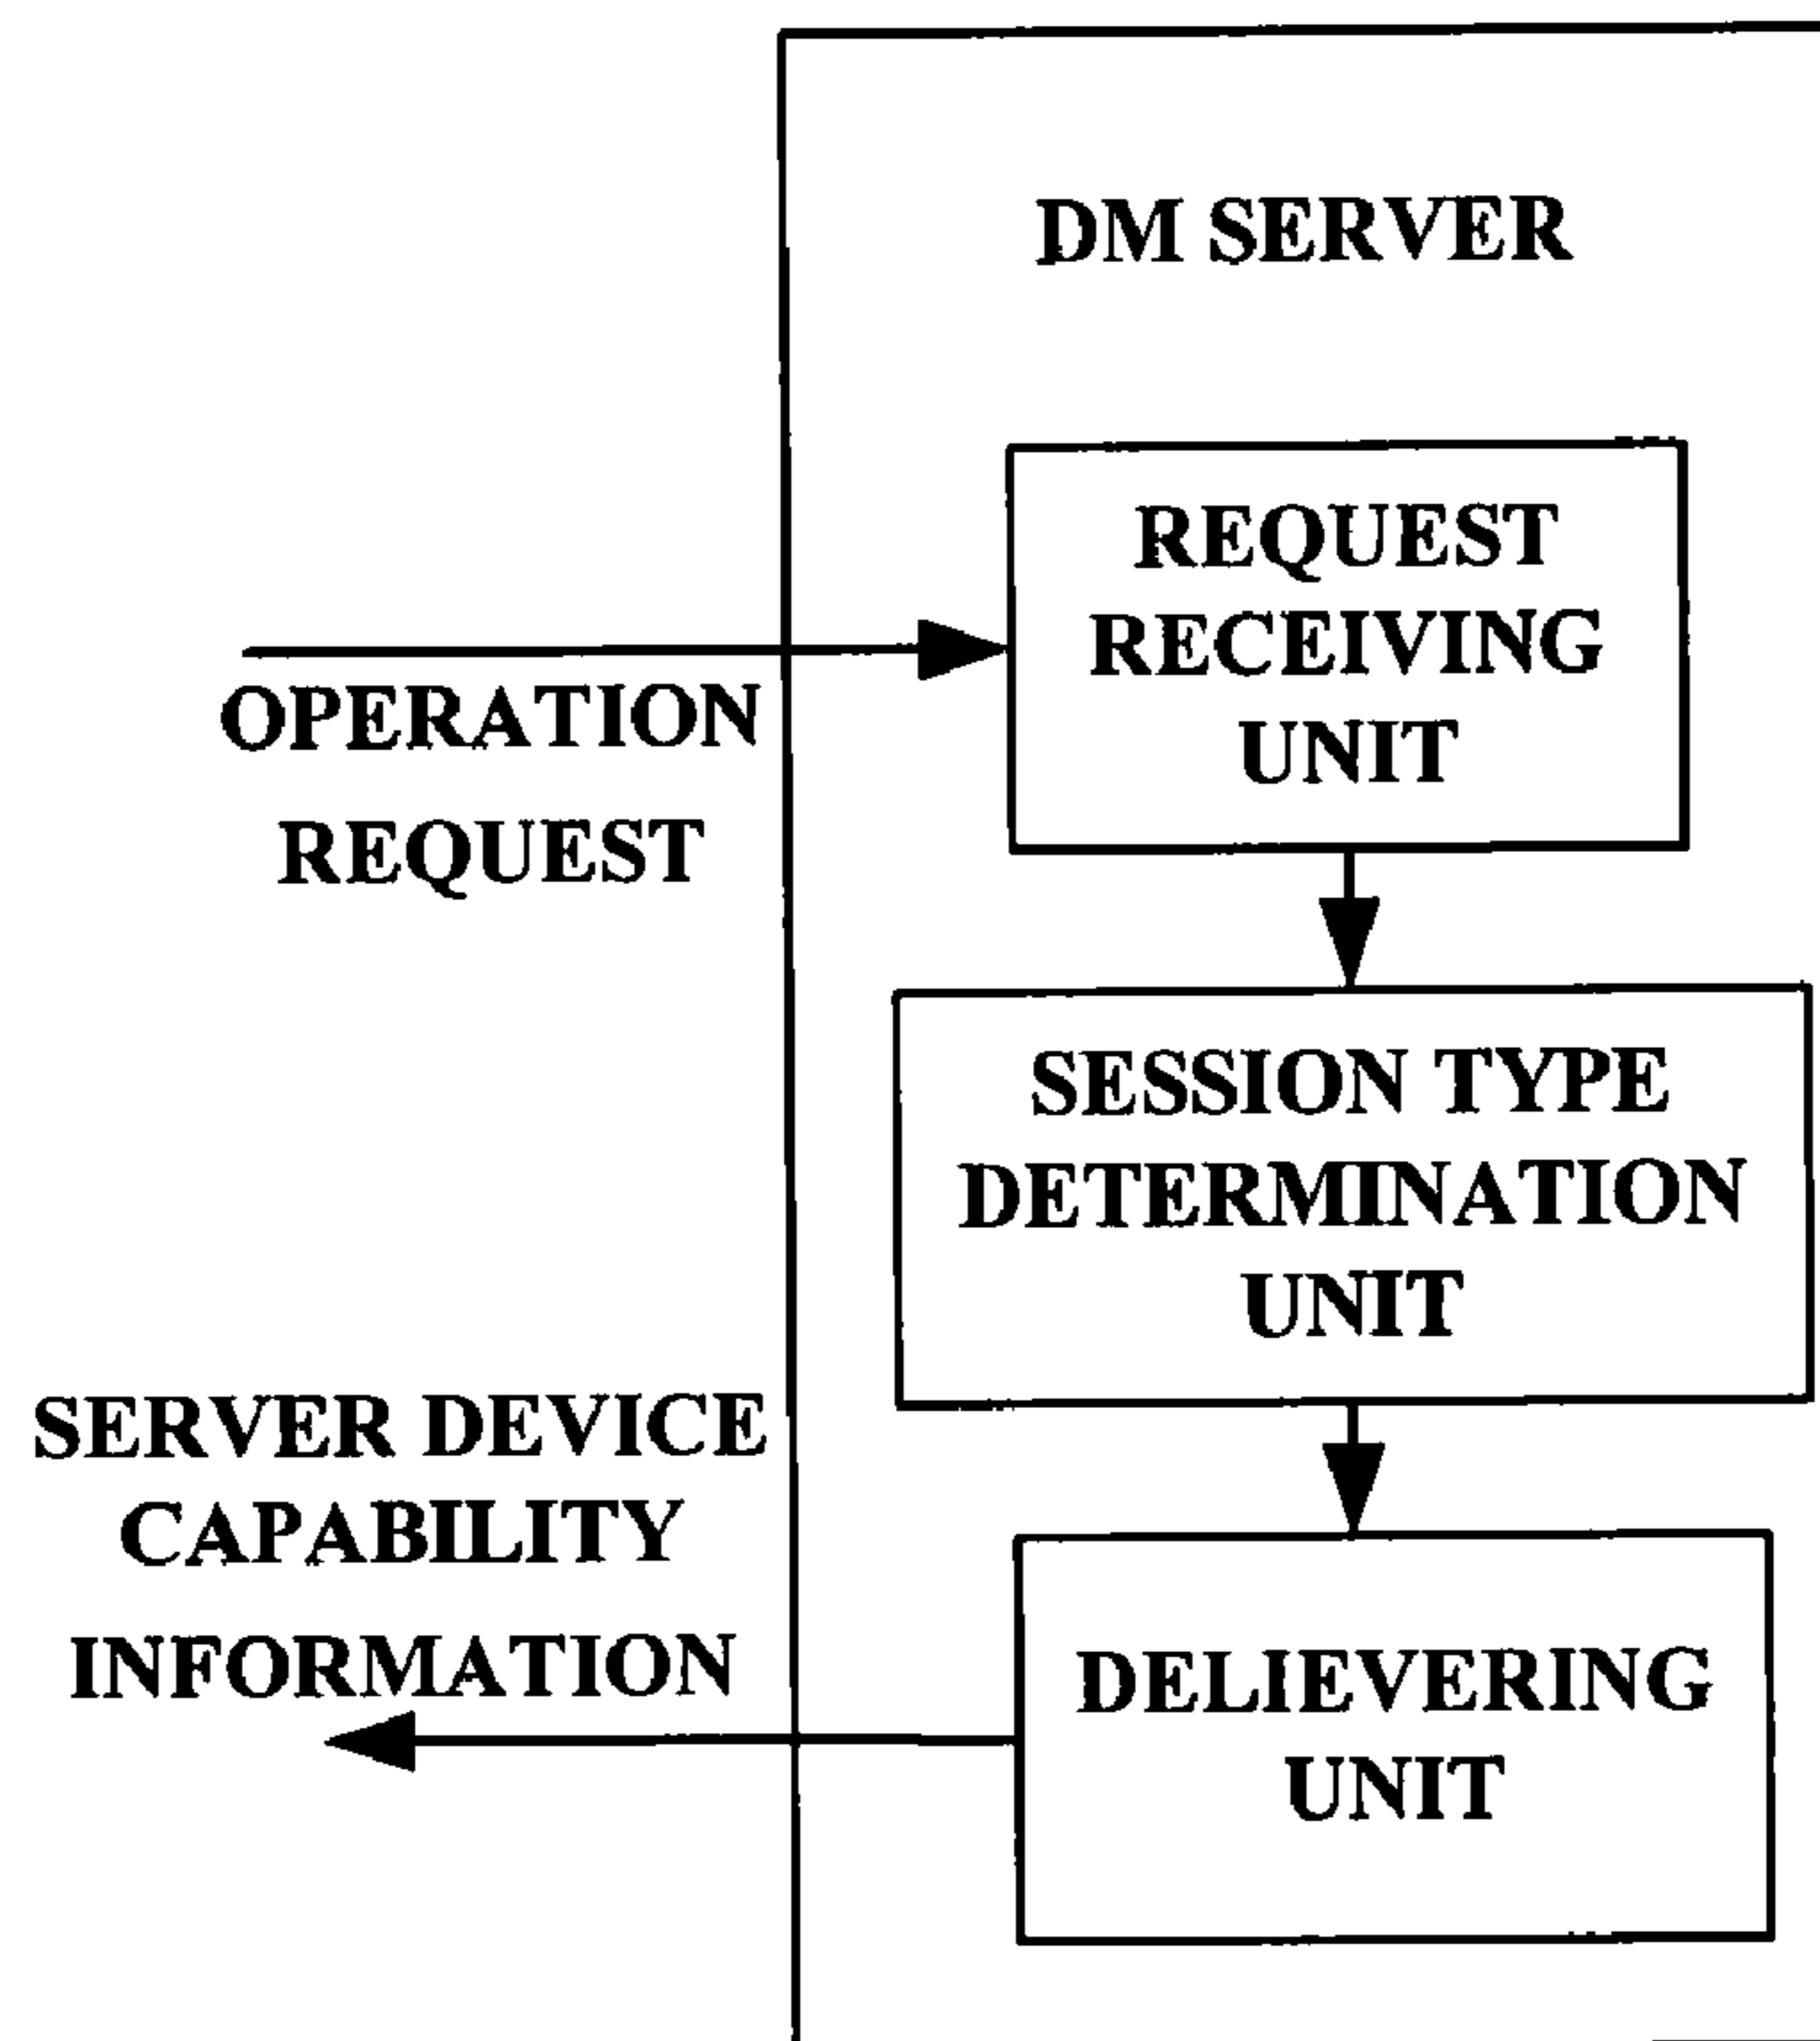 DM SERVER
REQUEST
RECEIVING
UNIT
OPERATION
REQUEST
SESSION TYPE
DETERMINATION
UNIT
SERVER DEVICE
CAPABILITY
INFORMATION
DELIEVERING
UNIT